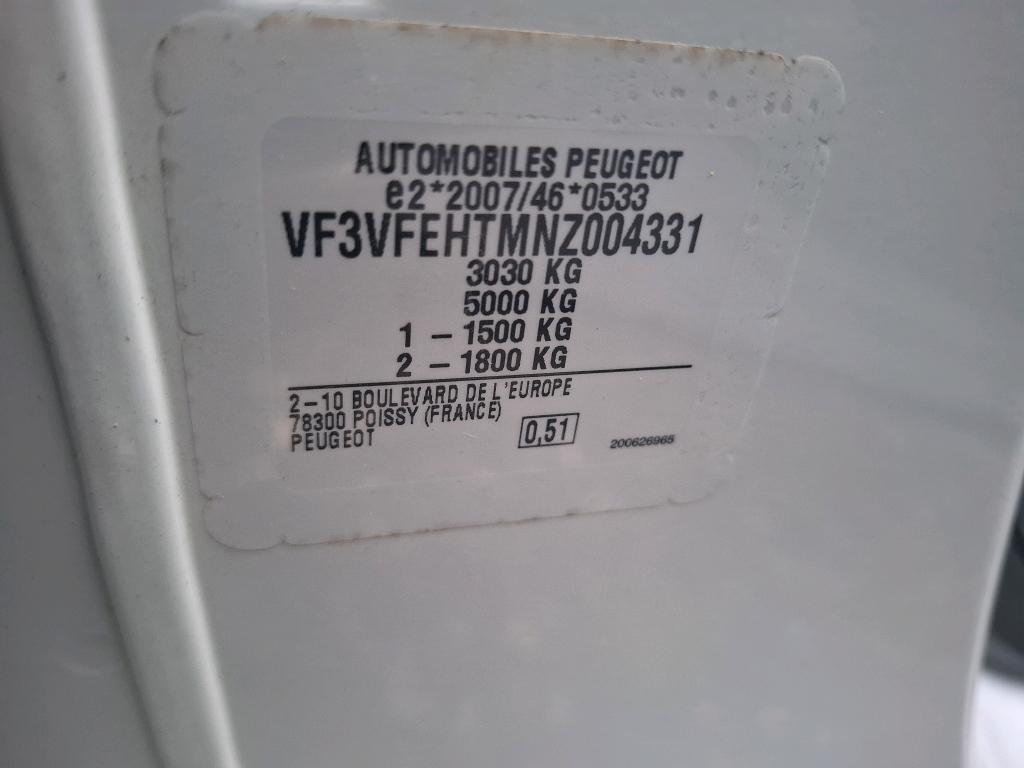 AUTOMOBILES PEUGEOT
e2*2007/46*0533
VF3VFEHTMNZ004331
3030 KG
5000 KG
1 – 1500 KG
2 – 1800 KG
2–10 BOULEVARD DE L'EUROPE
78300 POISSY (FRANCE)
PEUGEOT
0,51
200626965